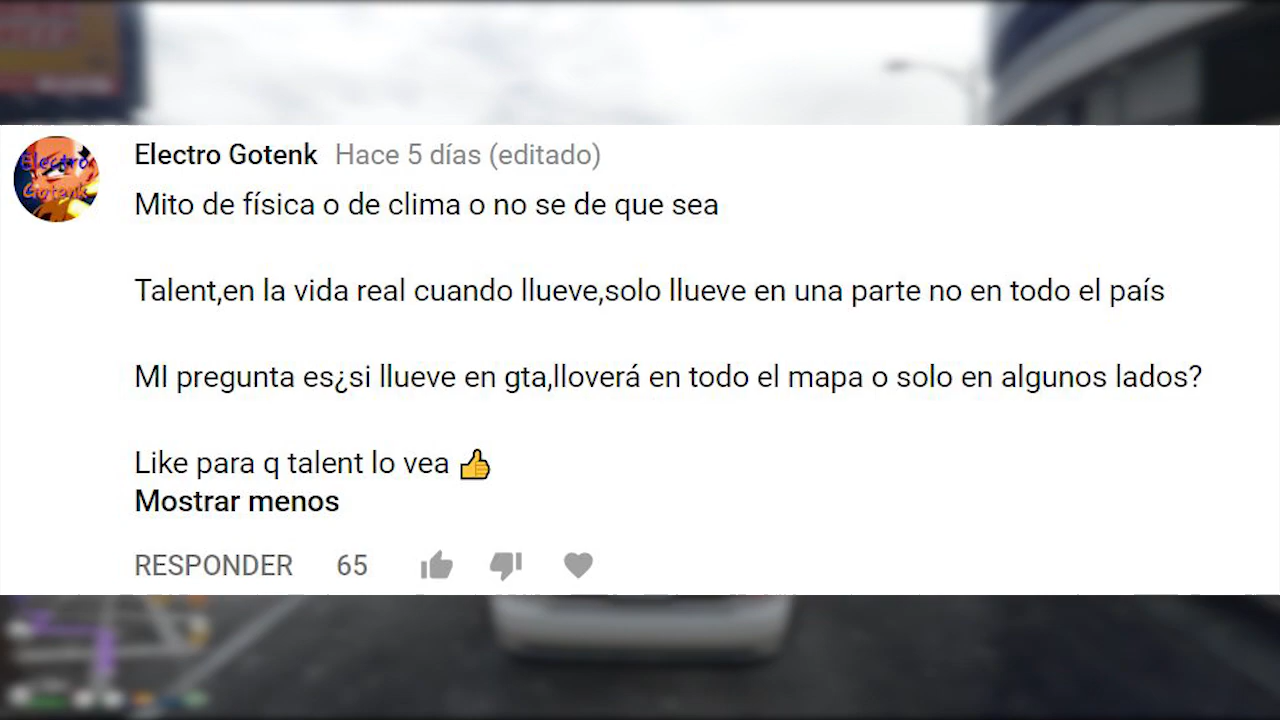 Electro Gotenk Hace 5 días (editado)
Electro
Gotenk
Mito de física o de clima o no se de que sea
Talent,en la vida real cuando llueve,solo llueve en una parte no en todo el país
MI pregunta es¿si llueve en gta,lloverá en todo el mapa o solo en algunos lados?
Like para q talent lo vea 👍
Mostrar menos
RESPONDER 65